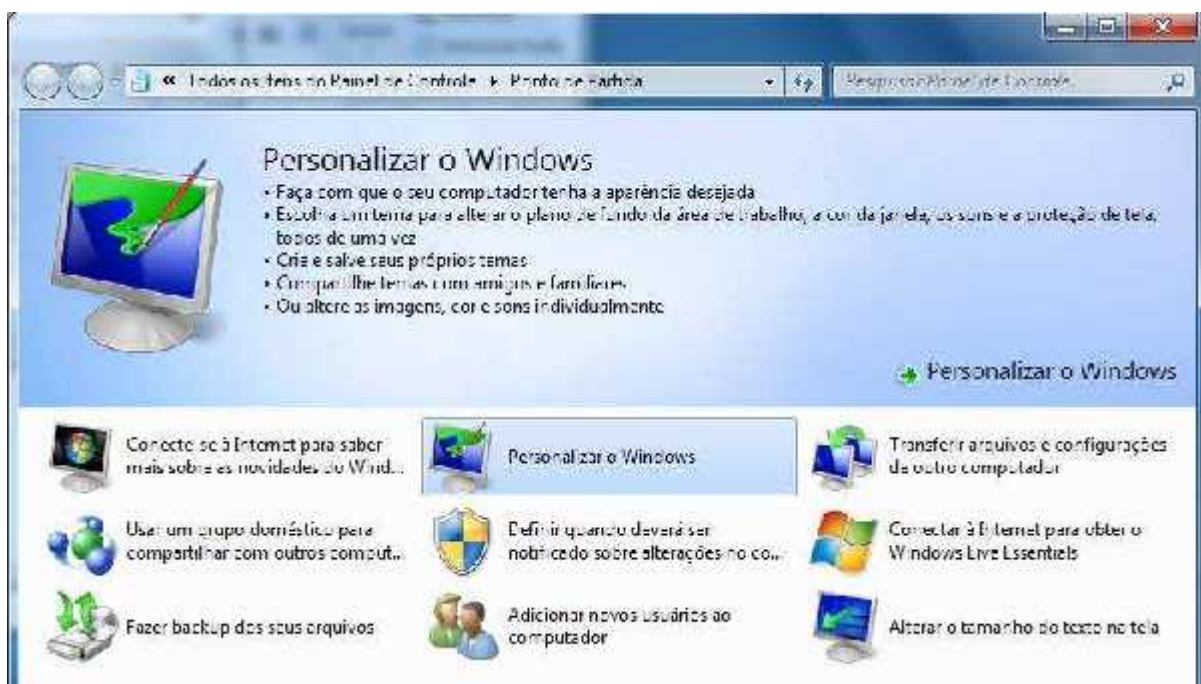 « Todos os Itens do Painel de Controle ▸ Ponto de Partida
Pesquisar Painel de Controle
Personalizar o Windows
• Faça com que o seu computador tenha a aparência desejada
• Escolha um tema para alterar o plano de fundo da área de trabalho, a cor da janela, os sons e a proteção de tela,
todos de uma vez
• Crie e salve seus próprios temas
• Compartilhe temas com amigos e familiares
• Ou altere as imagens, cor e sons individualmente
Personalizar o Windows
Conecte-se à Internet para saber
mais sobre as novidades do Wind...
Personalizar o Windows
Transferir arquivos e configurações
de outro computador
Usar um grupo doméstico para
compartilhar com outros comput...
Definir quando deverá ser
notificado sobre alterações no co...
Conectar à Internet para obter o
Windows Live Essentials
Fazer backup dos seus arquivos
Adicionar novos usuários ao
computador
Alterar o tamanho do texto na tela